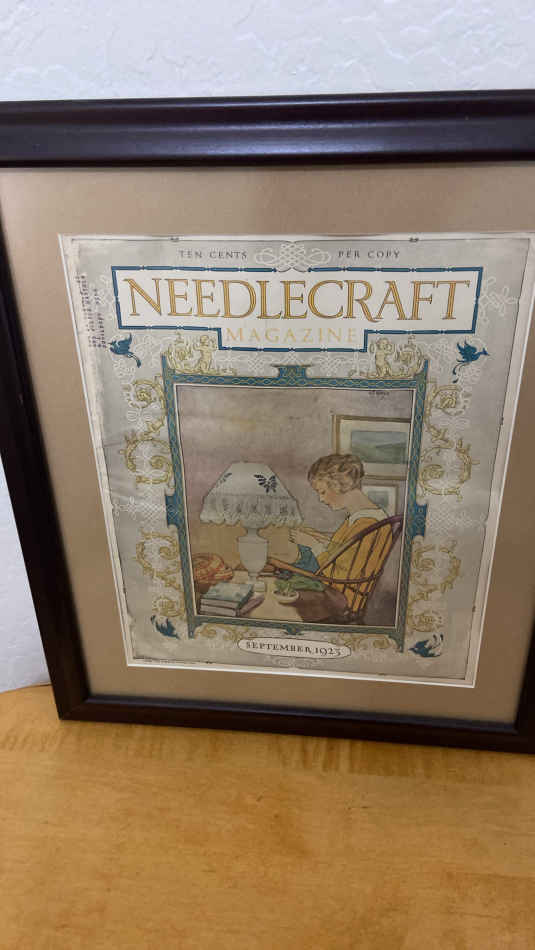 TEN CENTS PER COPY
NEEDLECRAFT
MAGAZINE
SEPTEMBER 1923